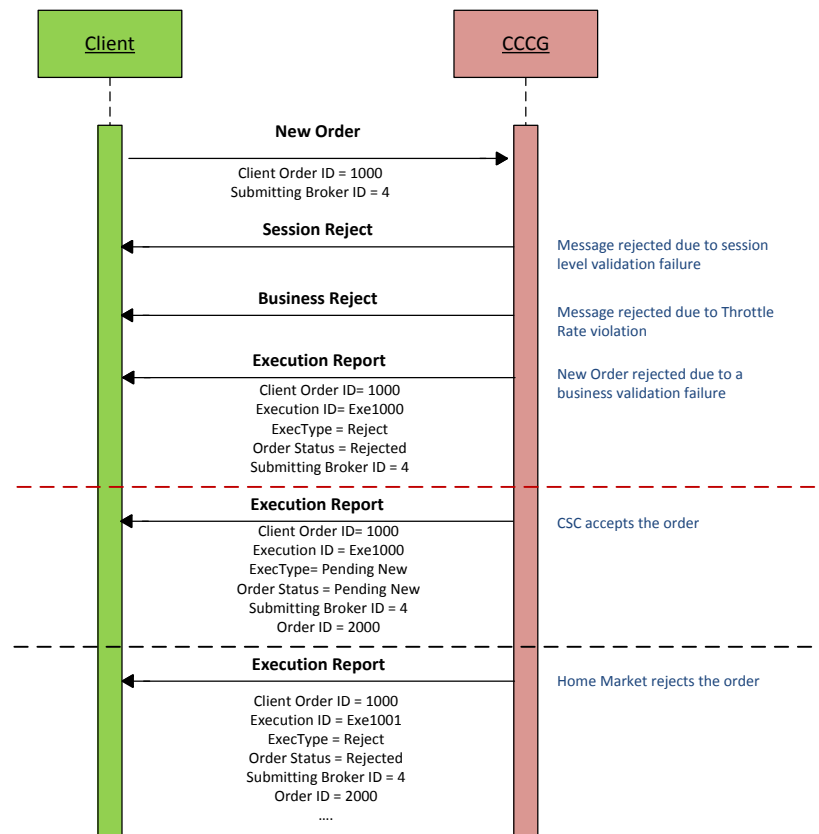 Client
CCCG
New Order
Client Order ID = 1000
Submitting Broker ID = 4
Session Reject
Message rejected due to session
level validation failure
Business Reject
Message rejected due to Throttle
Rate violation
Execution Report
New Order rejected due to a
business validation failure
Client Order ID= 1000
Execution ID= Exe1000
ExecType = Reject
Order Status = Rejected
Submitting Broker ID = 4
Execution Report
CSC accepts the order
Client Order ID= 1000
Execution ID = Exe1000
ExecType= Pending New
Order Status = Pending New
Submitting Broker ID = 4
Order ID = 2000
Execution Report
Home Market rejects the order
Client Order ID = 1000
Execution ID = Exe1001
ExecType = Reject
Order Status = Rejected
Submitting Broker ID = 4
Order ID = 2000
....